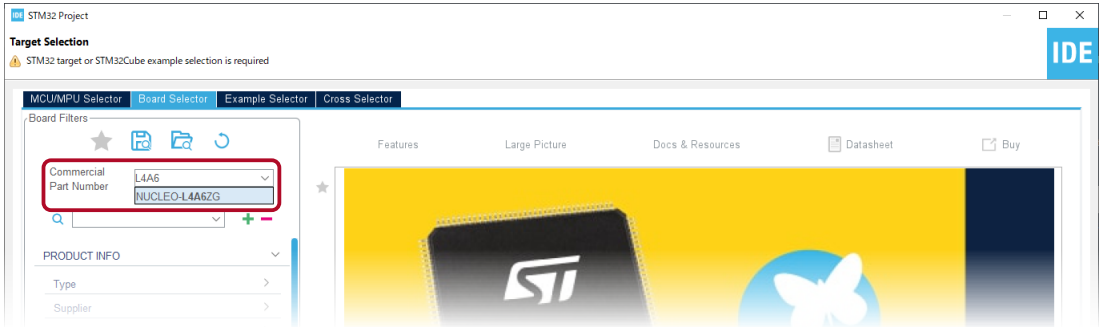 IDE STM32 Project
Target Selection
STM32 target or STM32Cube example selection is required
IDE
MCU/MPU Selector Board Selector Example Selector Cross Selector
Board Filters
Features Large Picture Docs & Resources Datasheet Buy
Commercial
Part Number
L4A6
NUCLEO-L4A6ZG
PRODUCT INFO
Type
Supplier
ST